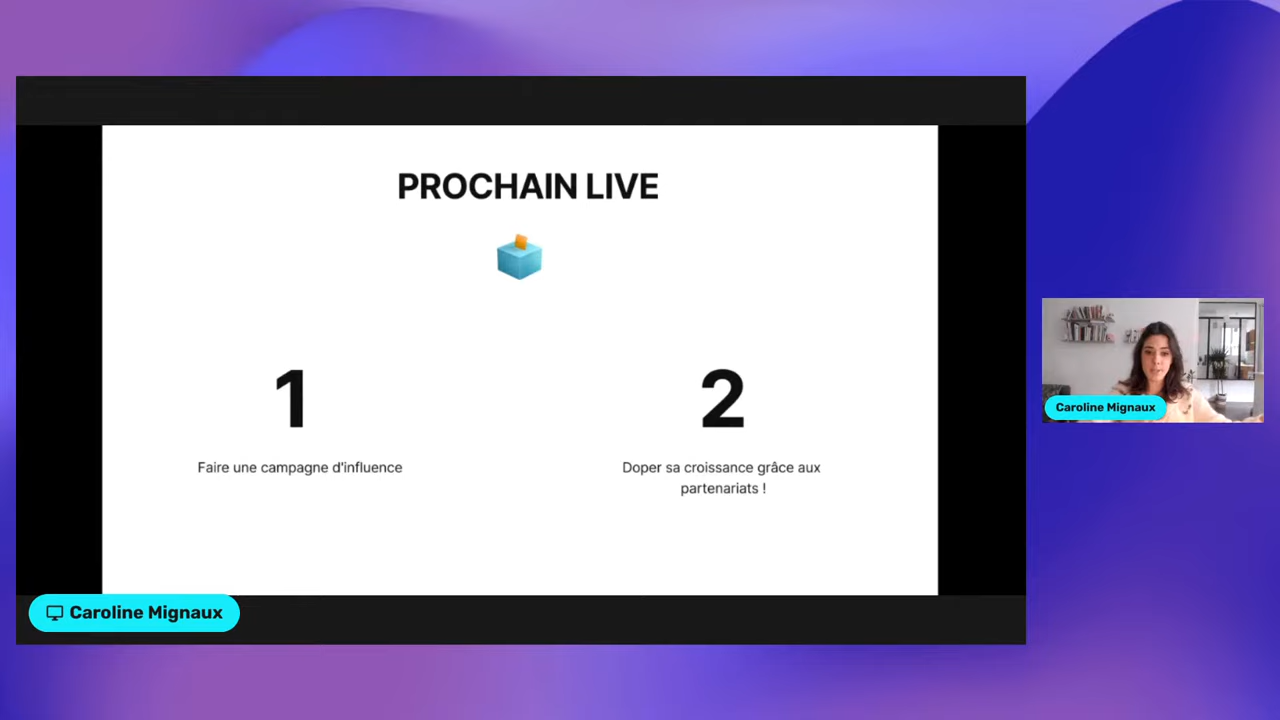 PROCHAIN LIVE
1
Faire une campagne d'influence
2
Doper sa croissance grâce aux
partenariats !
Caroline Mignaux
Caroline Mignaux